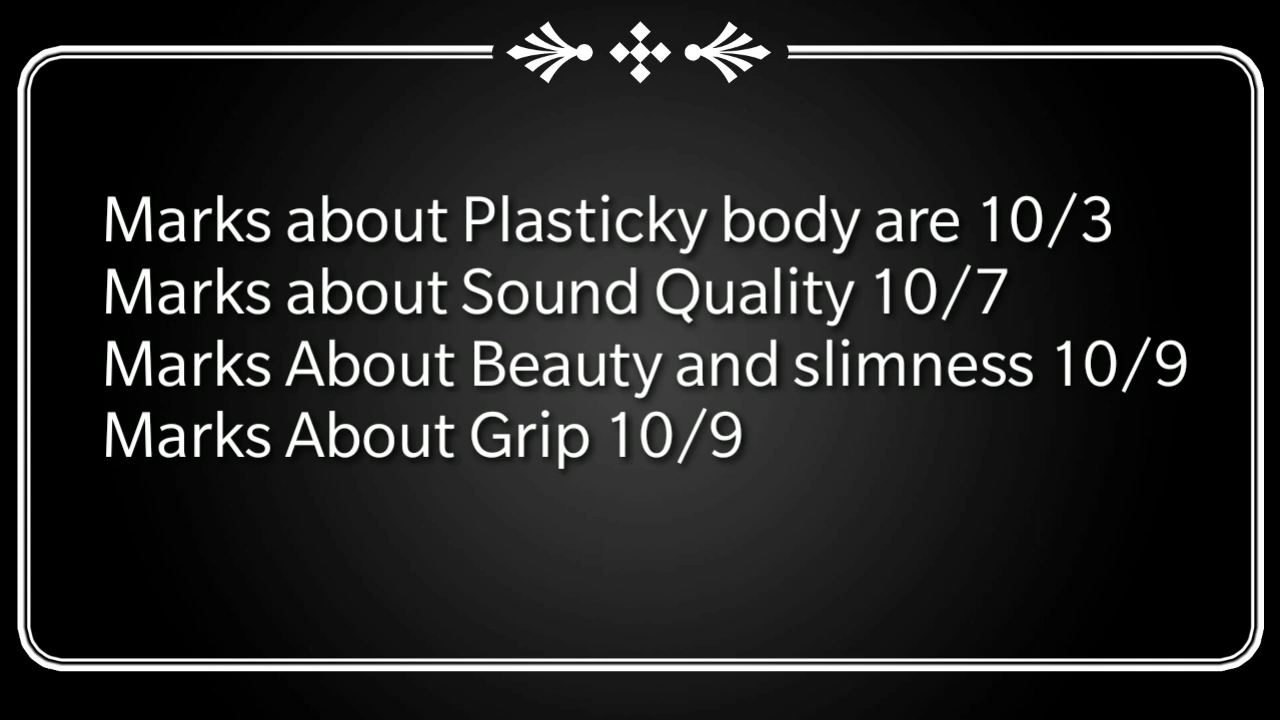 Marks about Plasticky body are 10/3
Marks about Sound Quality 10/7
Marks About Beauty and slimness 10/9
Marks About Grip 10/9